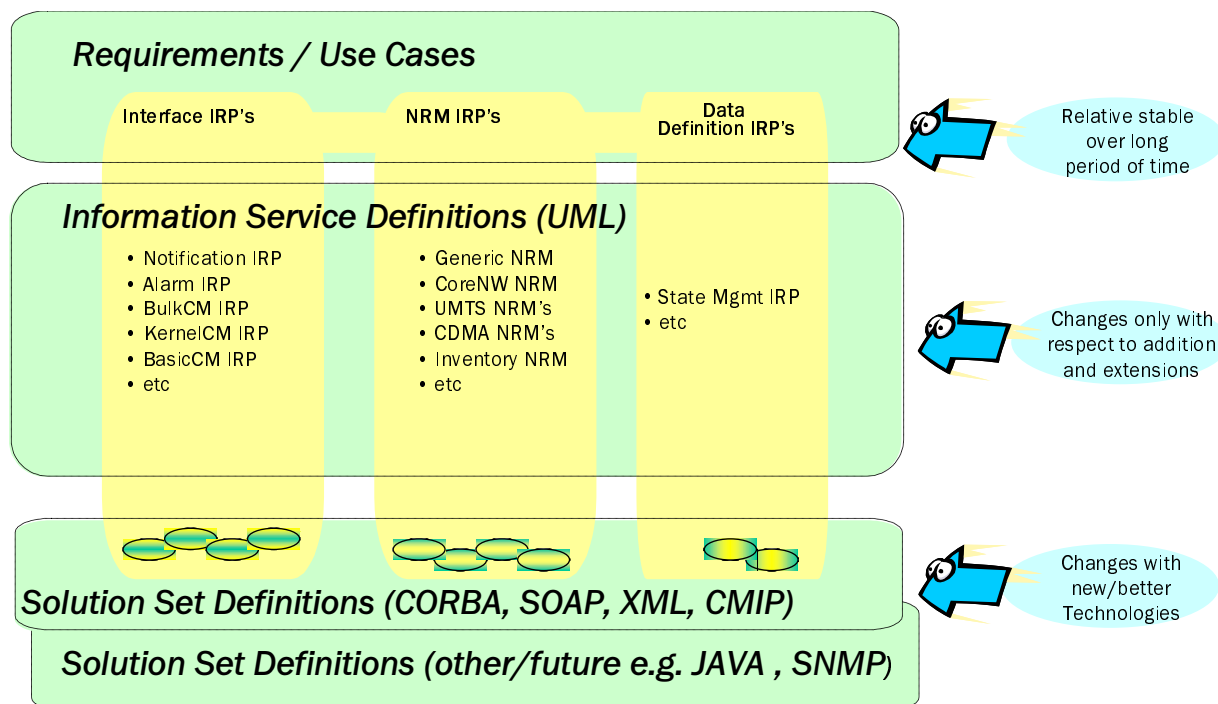 Requirements / Use Cases
Interface IRP's
NRM IRP's
Data
Definition IRP's
Relative stable
over long
period of time
Information Service Definitions (UML)
• Notification IRP
• Alarm IRP
• BulkCM IRP
• KernelCM IRP
• BasicCM IRP
• etc
• Generic NRM
• CoreNW NRM
• UMTS NRM's
• CDMA NRM's
• Inventory NRM
• etc
• State Mgmt IRP
• etc
Changes only with
respect to addition
and extensions
Solution Set Definitions (CORBA, SOAP, XML, CMIP)
Changes with
new/better
Technologies
Solution Set Definitions (other/future e.g. JAVA , SNMP)